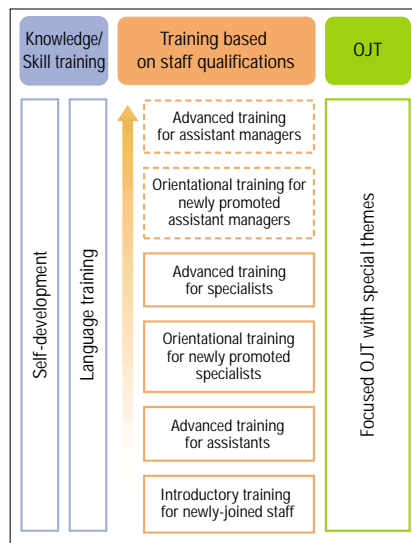 Knowledge/
Skill training
Training based
on staff qualifications
OJT
Self-development
Language training
Advanced training
for assistant managers
Orientational training for
newly promoted
assistant managers
Advanced training
for specialists
Orientational training
for newly promoted
specialists
Advanced training
for assistants
Introductory training
for newly-joined staff
Focused OJT with special themes